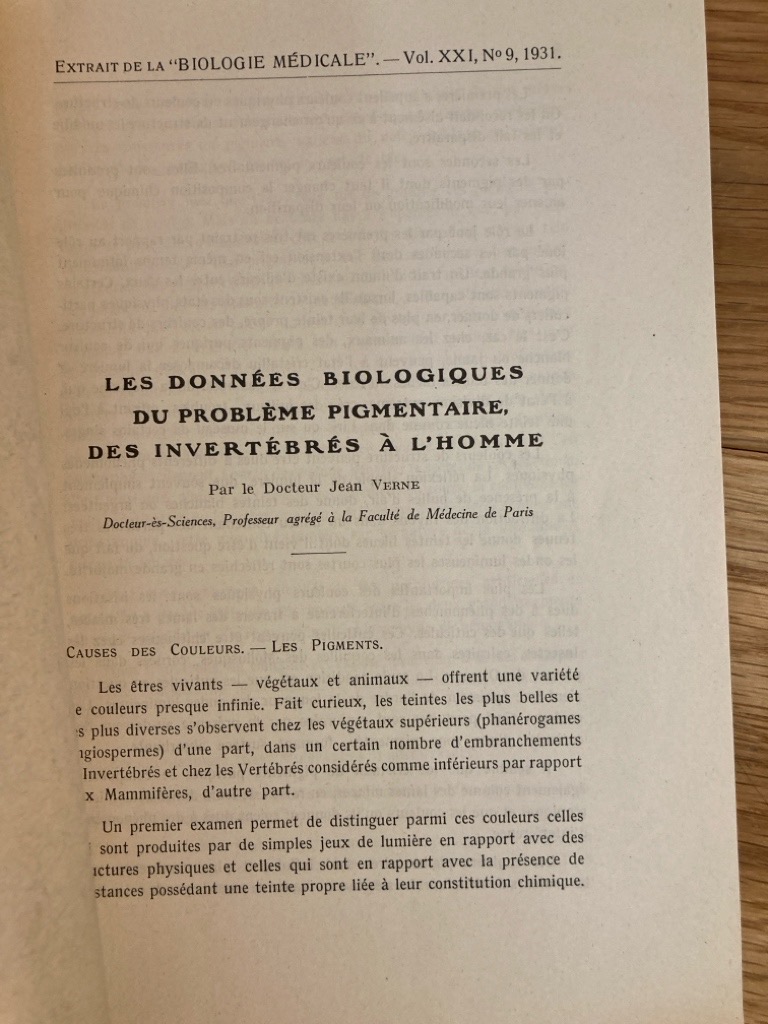 EXTRAIT DE LA "BIOLOGIE MÉDICALE". — VOL. XXI, Nº 9, 1931.
LES DONNÉES BIOLOGIQUES
DU PROBLÈME PIGMENTAIRE,
DES INVERTÉBRÉS À L'HOMME
Par le Docteur Jean VERNE
Docteur-ès-Sciences, Professeur agrégé à la Faculté de Médecine de Paris
CAUSES DES COULEURS. — LES PIGMENTS.
Les êtres vivants — végétaux et animaux — offrent une variété
e couleurs presque infinie. Fait curieux, les teintes les plus belles et
s plus diverses s'observent chez les végétaux supérieurs (phanérogames
giospermes) d'une part, dans un certain nombre d'embranchements
Invertébrés et chez les Vertébrés considérés comme inférieurs par rapport
x Mammifères, d'autre part.
Un premier examen permet de distinguer parmi ces couleurs celles
sont produites par de simples jeux de lumière en rapport avec des
uctures physiques et celles qui sont en rapport avec la présence de
stances possédant une teinte propre liée à leur constitution chimique.